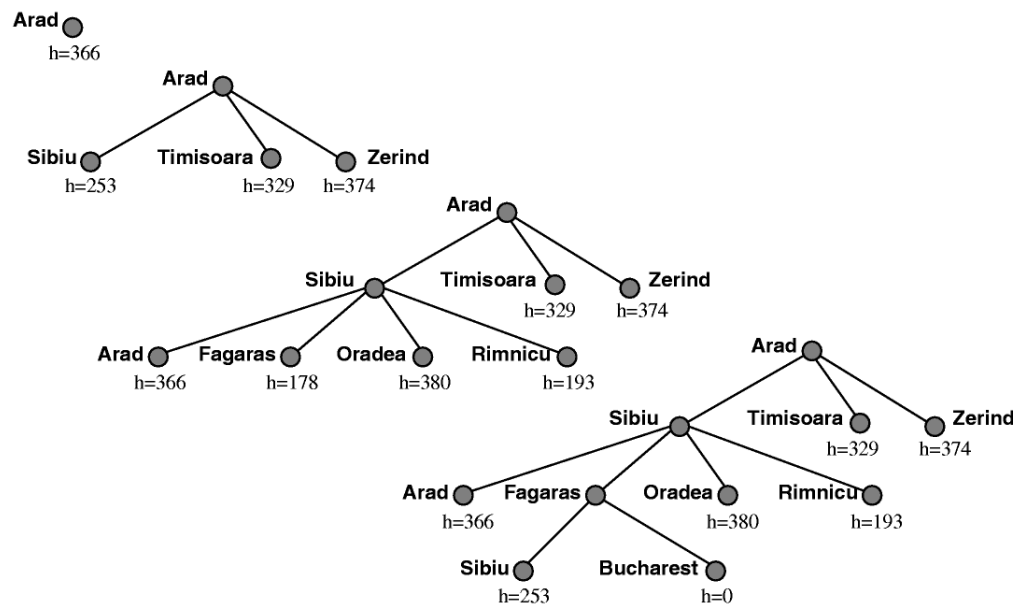 Arad
h=366
Arad
Sibiu Timisoara Zerind
h=253 h=329 h=374
Arad
Sibiu Timisoara Zerind
h=329 h=374
Arad Fagaras Oradea Rimnicu
h=366 h=178 h=380 h=193
Arad
Sibiu Timisoara Zerind
h=329 h=374
Arad Fagaras Oradea Rimnicu
h=366 h=380 h=193
Sibiu Bucharest
h=253 h=0